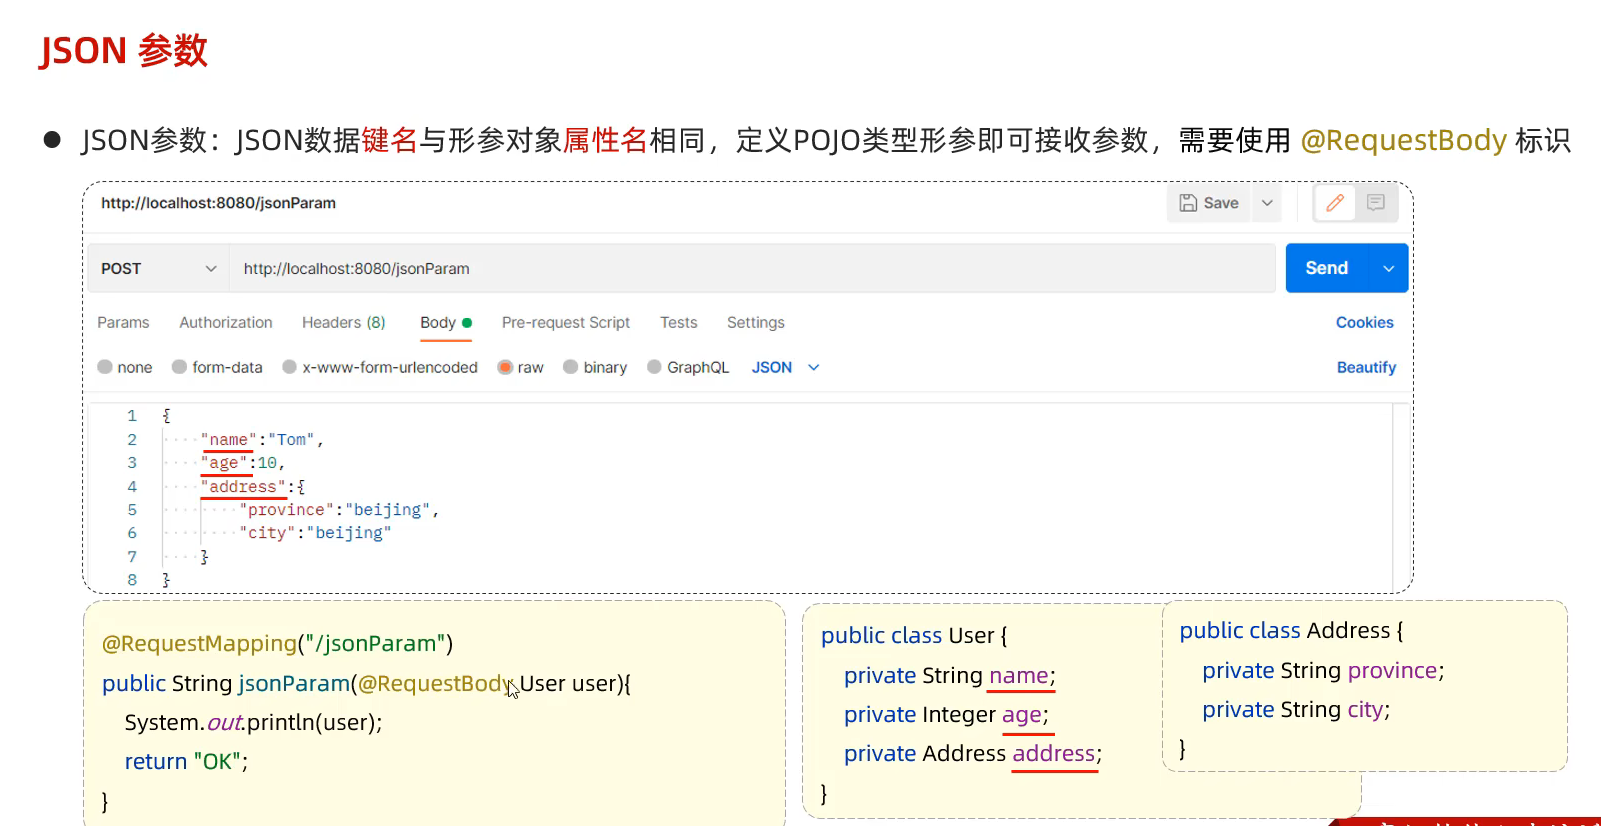 JSON 参数
● JSON参数：JSON数据键名与形参对象属性名相同，定义POJO类型形参即可接收参数，需要使用 @RequestBody 标识
http://localhost:8080/jsonParam
Save
POST
http://localhost:8080/jsonParam
Send
Params Authorization Headers (8) Body Pre-request Script Tests Settings Cookies
none form-data x-www-form-urlencoded raw binary GraphQL JSON Beautify
1 {
2 "name":"Tom",
3 "age":10,
4 "address":{
5 "province":"beijing",
6 "city":"beijing"
7 }
8 }
@RequestMapping("/jsonParam")
public String jsonParam(@RequestBody User user){
System.out.println(user);
return "OK";
}
public class User {
private String name;
private Integer age;
private Address address;
}
public class Address {
private String province;
private String city;
}